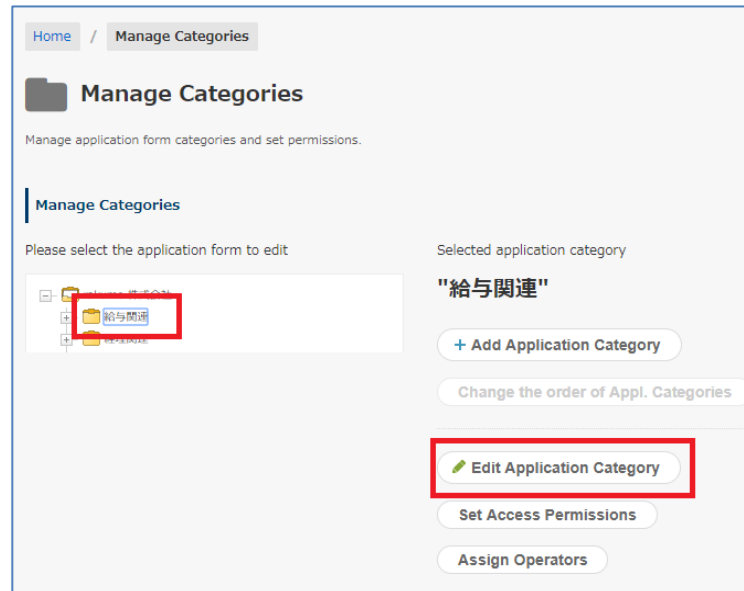 Home / Manage Categories
Manage Categories
Manage application form categories and set permissions.
Manage Categories
Please select the application form to edit
給与関連
Selected application category
"給与関連"
+ Add Application Category
Change the order of Appl. Categories
Edit Application Category
Set Access Permissions
Assign Operators